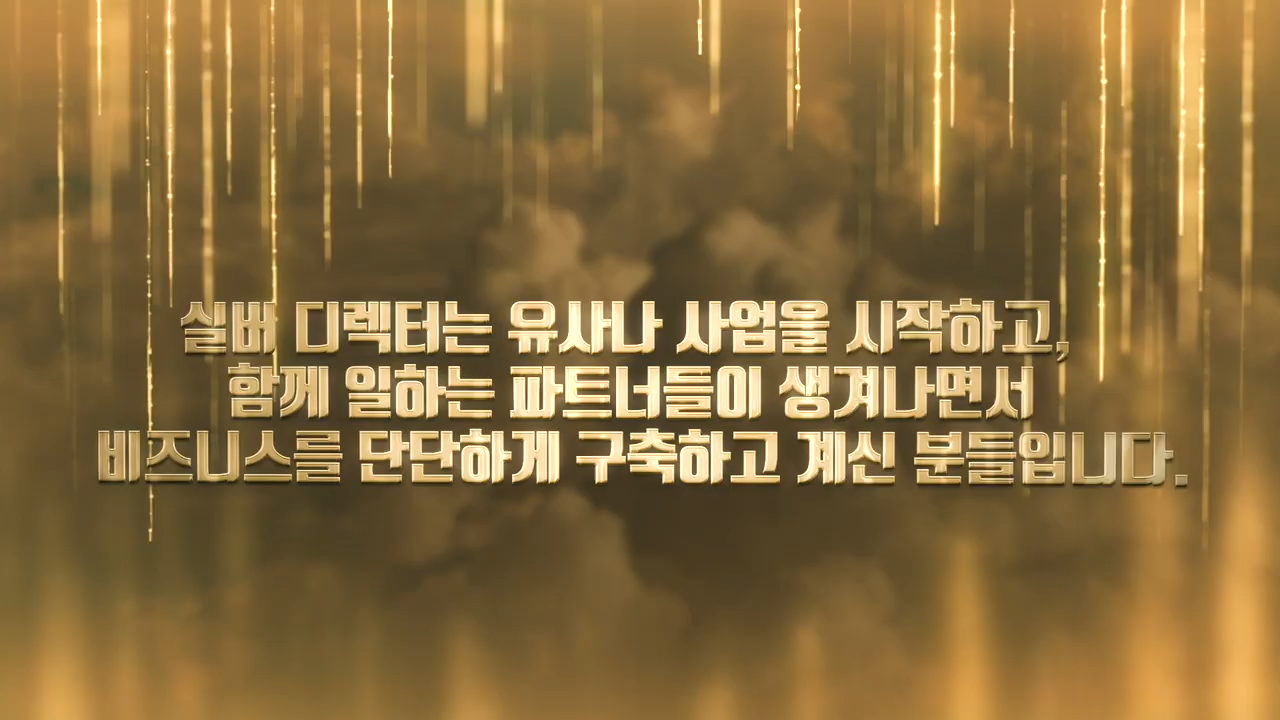 실버 디렉터는 유사나 사업을 시작하고,
함께 일하는 파트너들이 생겨나면서
비즈니스를 단단하게 구축하고 계신 분들입니다.